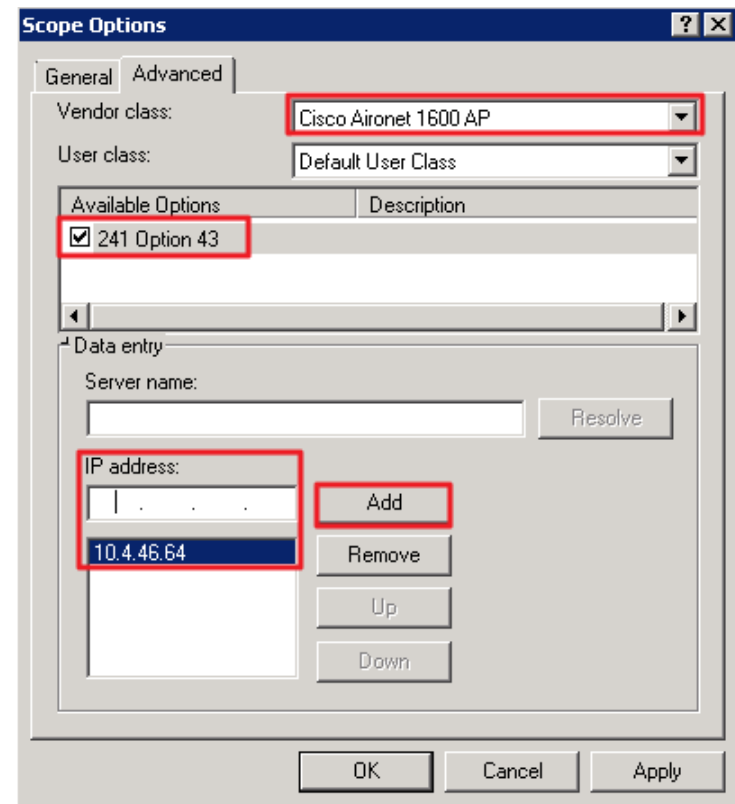 Scope Options
General Advanced
Vendor class: Cisco Aironet 1600 AP
User class: Default User Class
Available Options Description
241 Option 43
Data entry
Server name:
Resolve
IP address:
. . .
Add
10.4.46.64
Remove
Up
Down
OK Cancel Apply